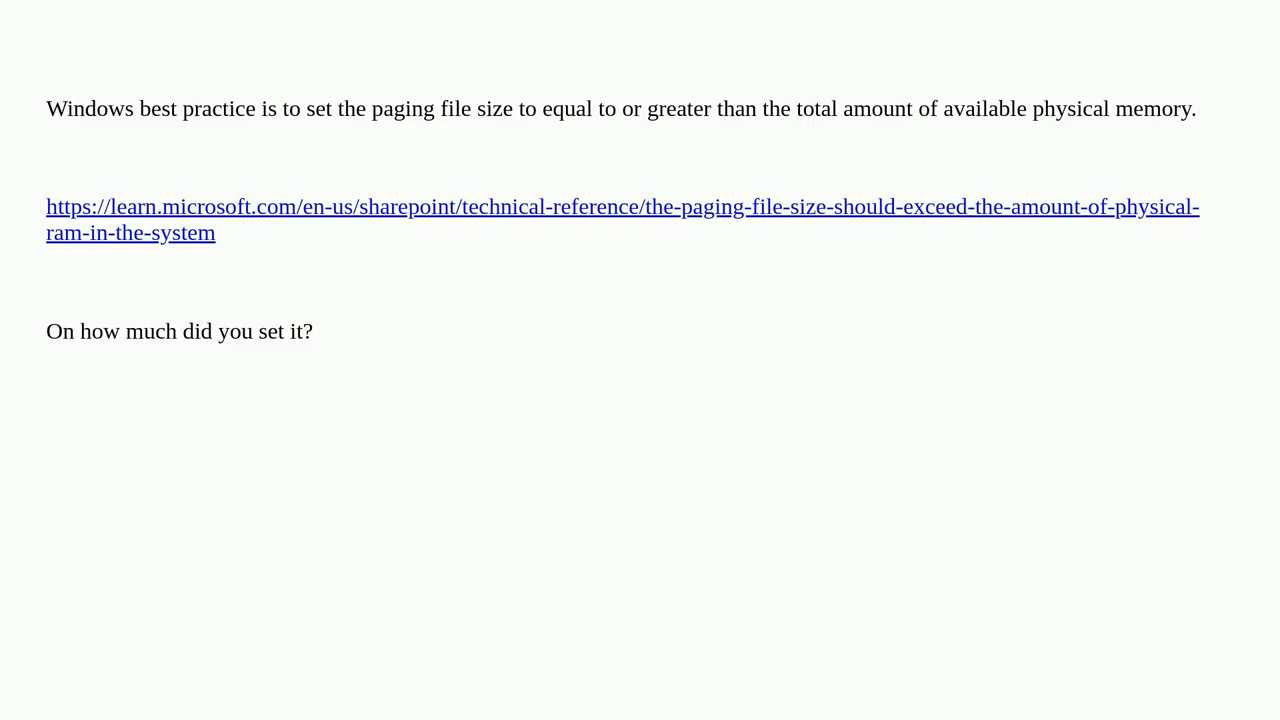 Windows best practice is to set the paging file size to equal to or greater than the total amount of available physical memory.
https://learn.microsoft.com/en-us/sharepoint/technical-reference/the-paging-file-size-should-exceed-the-amount-of-physical-
ram-in-the-system
On how much did you set it?